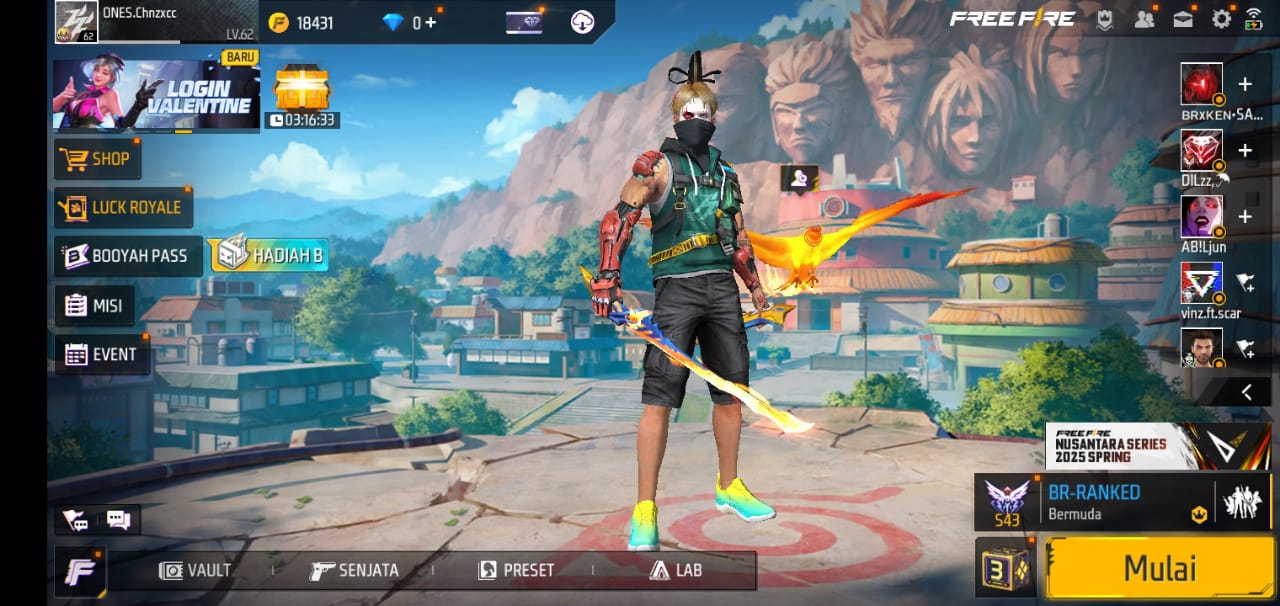 ONES.Chnzxcc
62
LV.62
18431
0 +
FREE FIRE
BARU
LOGIN
VALENTINE
03:16:33
SHOP
LUCK ROYALE
BOOYAH PASS
HADIAH B
MISI
EVENT
BRxKEN•SA...
DILzz,
AB!Ljun
vinz.ft.scar
FREE FIRE
NUSANTARA SERIES
2025 SPRING
S43
BR-RANKED
Bermuda
VAULT
SENJATA
PRESET
LAB
3
Mulai